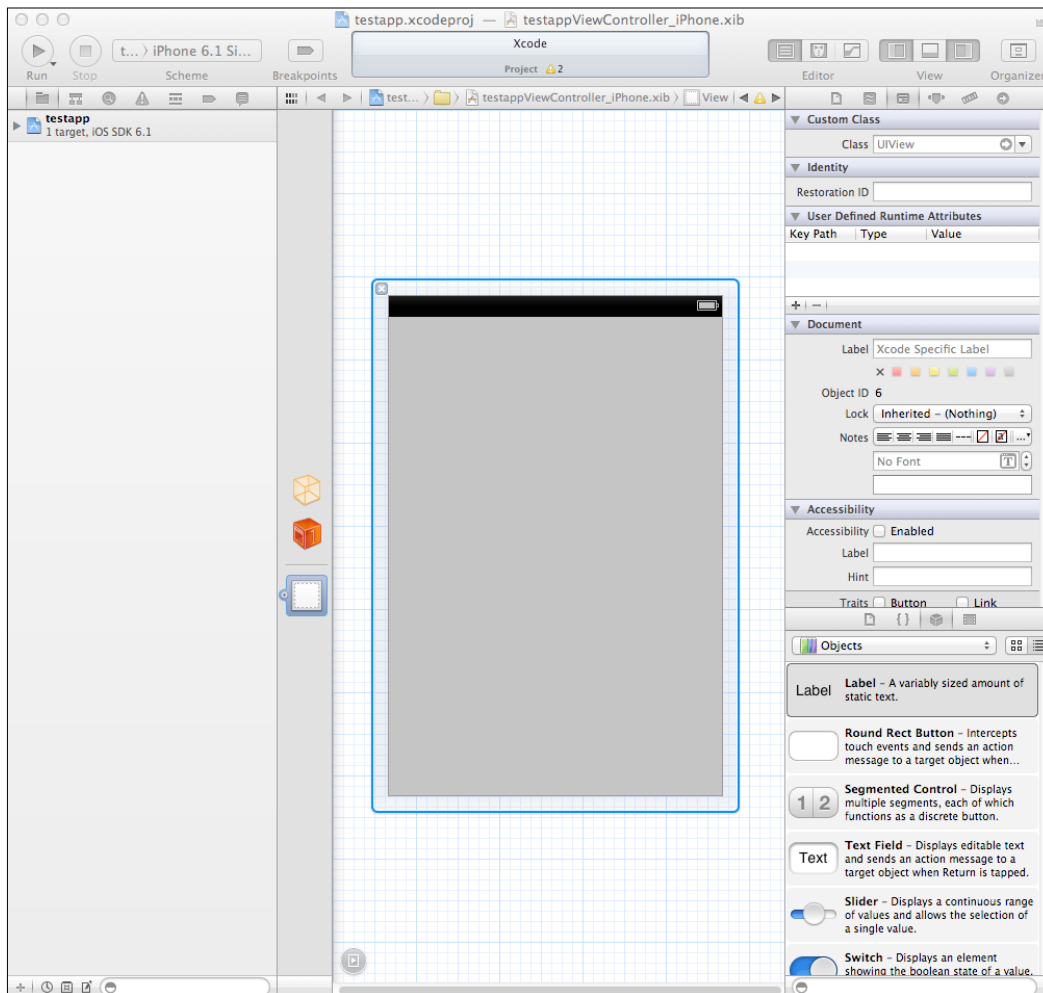 testapp.xcodeproj — testappViewController_iPhone.xib
t... 〉 iPhone 6.1 Si...
Xcode
Project 2
Run Stop Scheme Breakpoints Editor View Organizer
test... 〉 testappViewController_iPhone.xib 〉 View
testapp
1 target, iOS SDK 6.1
Custom Class
Class UIView
Identity
Restoration ID
User Defined Runtime Attributes
Key Path Type Value
Document
Label Xcode Specific Label
Object ID 6
Lock Inherited – (Nothing)
Notes
No Font
Accessibility
Accessibility Enabled
Label
Hint
Traits Button Link
Objects
Label
Label – A variably sized amount of
static text.
Round Rect Button – Intercepts
touch events and sends an action
message to a target object when…
1 2
Segmented Control – Displays
multiple segments, each of which
functions as a discrete button.
Text
Text Field – Displays editable text
and sends an action message to a
target object when Return is tapped.
Slider – Displays a continuous range
of values and allows the selection of
a single value.
Switch – Displays an element
showing the boolean state of a value.